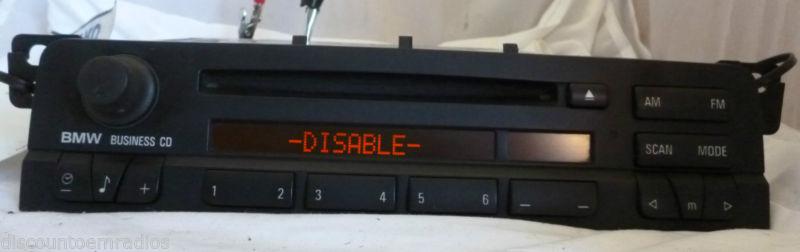 AM FM
BMW BUSINESS CD
-DISABLE-
SCAN MODE
1 2 3 4 5 6 — —
m
discountoemradios